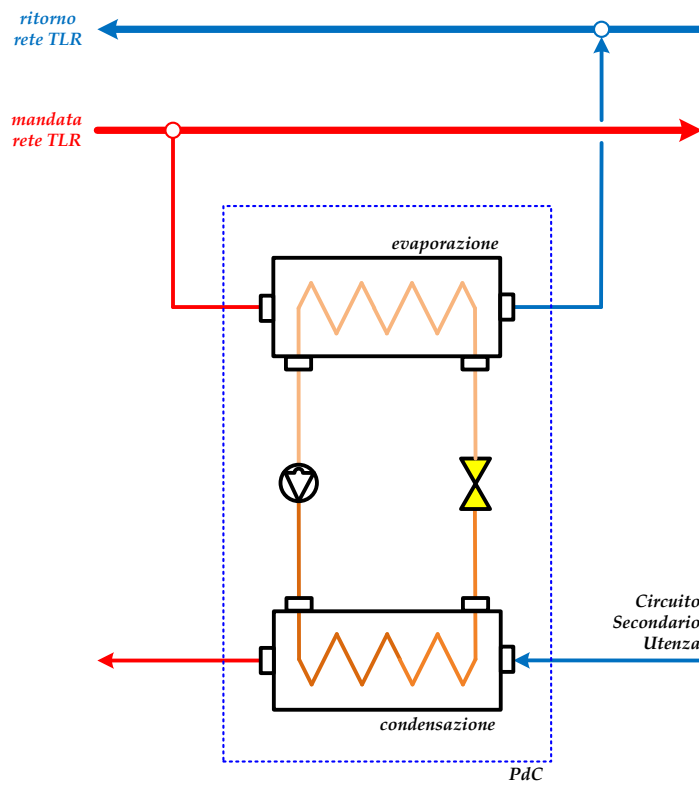 ritorno
rete TLR
mandata
rete TLR
evaporazione
Circuito
Secondario
Utenza
condensazione
PdC